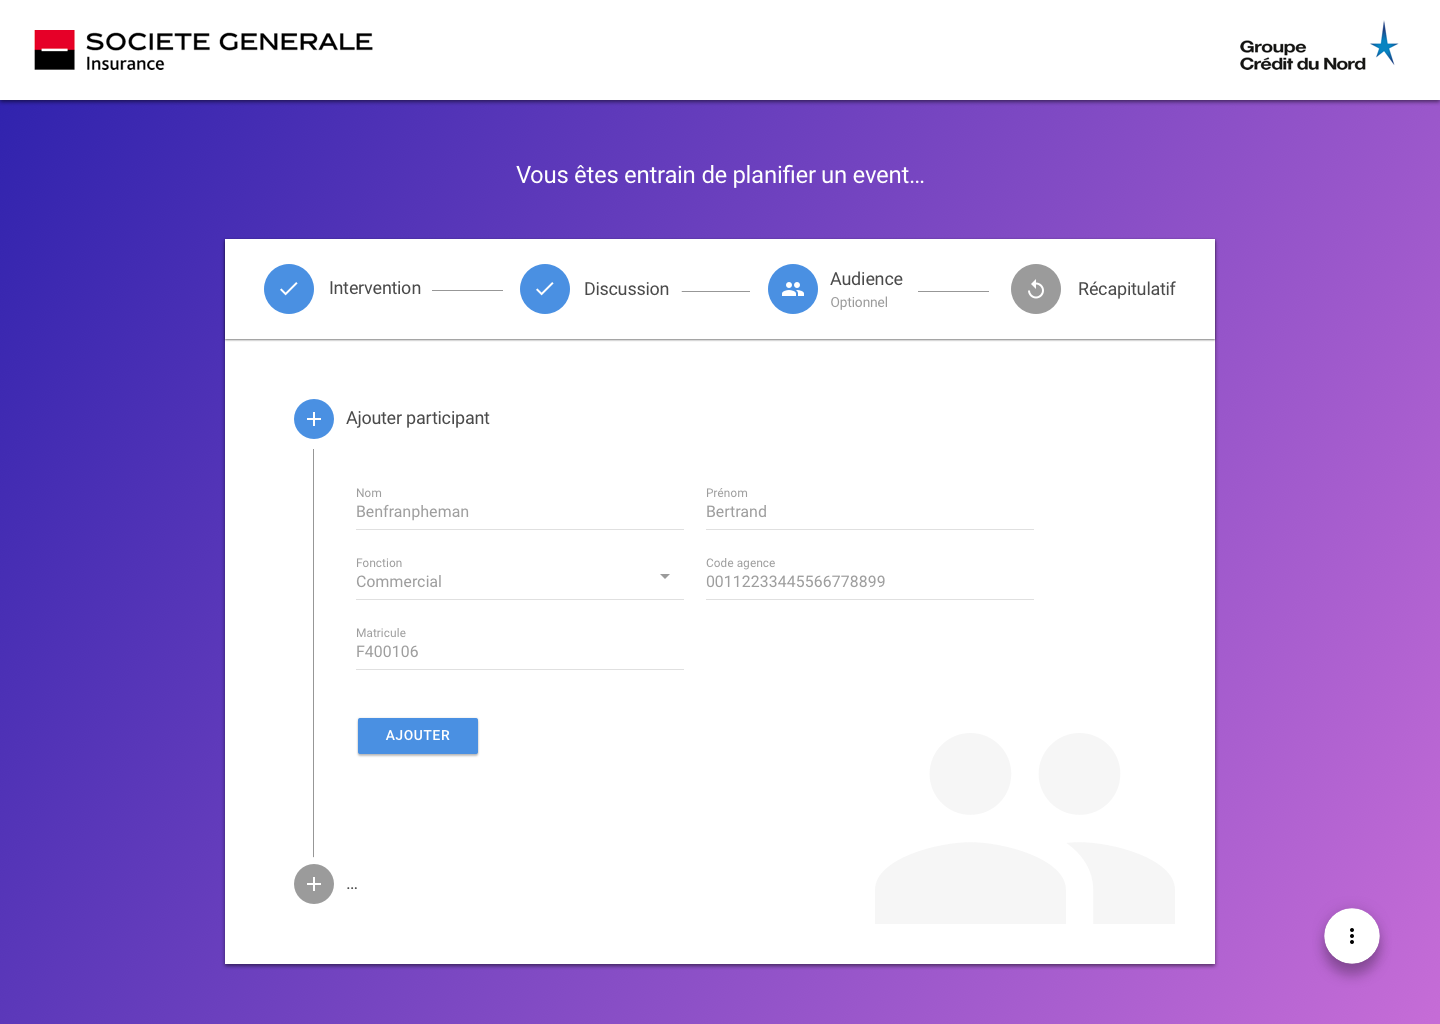 SOCIETE GENERALE
Insurance
Groupe
Crédit du Nord
Vous êtes entrain de planifier un event...
Intervention
Discussion
Audience
Optionnel
Récapitulatif
Ajouter participant
Nom
Benfranpheman
Prénom
Bertrand
Fonction
Commercial
Code agence
00112233445566778899
Matricule
F400106
AJOUTER
...